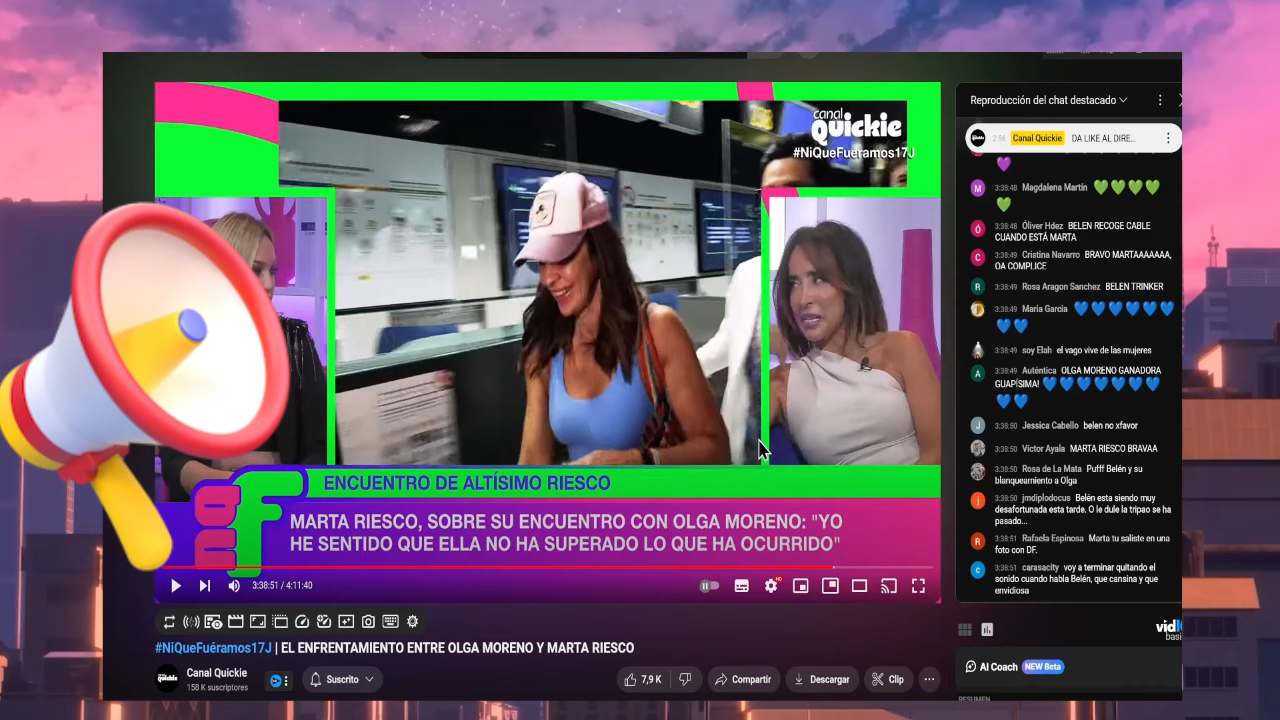 canal
quickie
#NiQueFueramos17J
ENCUENTRO DE ALTÍSIMO RIESCO
nqf
MARTA RIESCO, SOBRE SU ENCUENTRO CON OLGA MORENO: "YO
HE SENTIDO QUE ELLA NO HA SUPERADO LO QUE HA OCURRIDO"
3:38:51 / 4:11:40
HD
#NiQueFueramos17J | EL ENFRENTAMIENTO ENTRE OLGA MORENO Y MARTA RIESCO
quickie
Canal Quickie
158 K suscriptores
Suscrito
7,9 K
Compartir
Descargar
Clip
Reproducción del chat destacado
2:56 Canal Quickie DA LIKE AL DIRE...
M 3:38:48 Magdalena Martín 💚💚💚💚
💚
Ó 3:38:48 Óliver Hdez BELEN RECOGE CABLE
CUANDO ESTÁ MARTA
C 3:38:49 Cristina Navarro BRAVO MARTAAAAAAA,
OA COMPLICE
R 3:38:49 Rosa Aragon Sanchez BELEN TRINKER
3:38:49 Maria Garcia 💙💙💙💙💙💙
💙💙
3:38:49 soy Elah el vago vive de las mujeres
A 3:38:49 Auténtica OLGA MORENO GANADORA
GUAPÍSIMA! 💙💙💙💙💙💙💙
💙💙
J 3:38:50 Jessica Cabello belen no xfavor
3:38:50 Víctor Ayala MARTA RIESCO BRAVAA
3:38:50 Rosa de La Mata Pufff Belén y su
blanqueamiento a Olga
j 3:38:50 jmdiplodocus Belén esta siendo muy
desafortunada esta tarde. O le dule la tripao se ha
pasado...
R 3:38:51 Rafaela Espinosa Marta tu saliste en una
foto con DF.
c 3:38:51 carasacity voy a terminar quitando el
sonido cuando habla Belén, que cansina y que
envidiosa
vidI
basi
AI Coach NEW Beta
RESUMEN